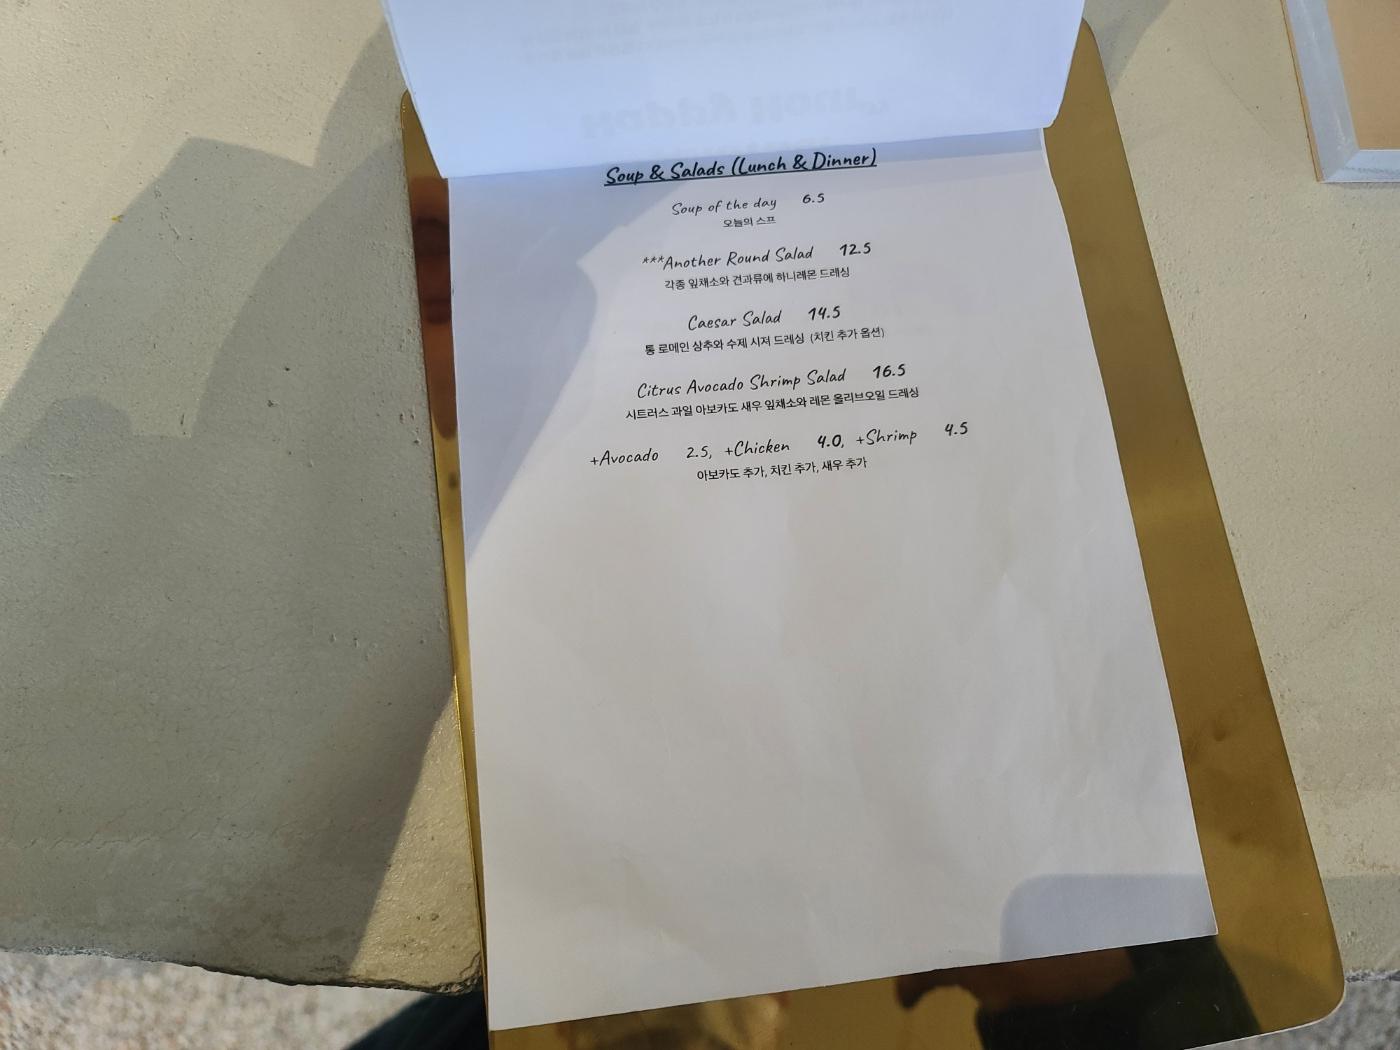 Soup & Salads (Lunch & Dinner)
Soup of the day 6.5
오늘의 스프
***Another Round Salad 12.5
각종 잎채소와 견과류에 하니레몬 드레싱
Caesar Salad 14.5
통 로메인 상추와 수제 시저 드레싱 (치킨 추가 옵션)
Citrus Avocado Shrimp Salad 16.5
시트러스 과일 아보카도 새우 잎채소와 레몬 올리브오일 드레싱
+Avocado 2.5, +Chicken 4.0, +Shrimp 4.5
아보카도 추가, 치킨 추가, 새우 추가